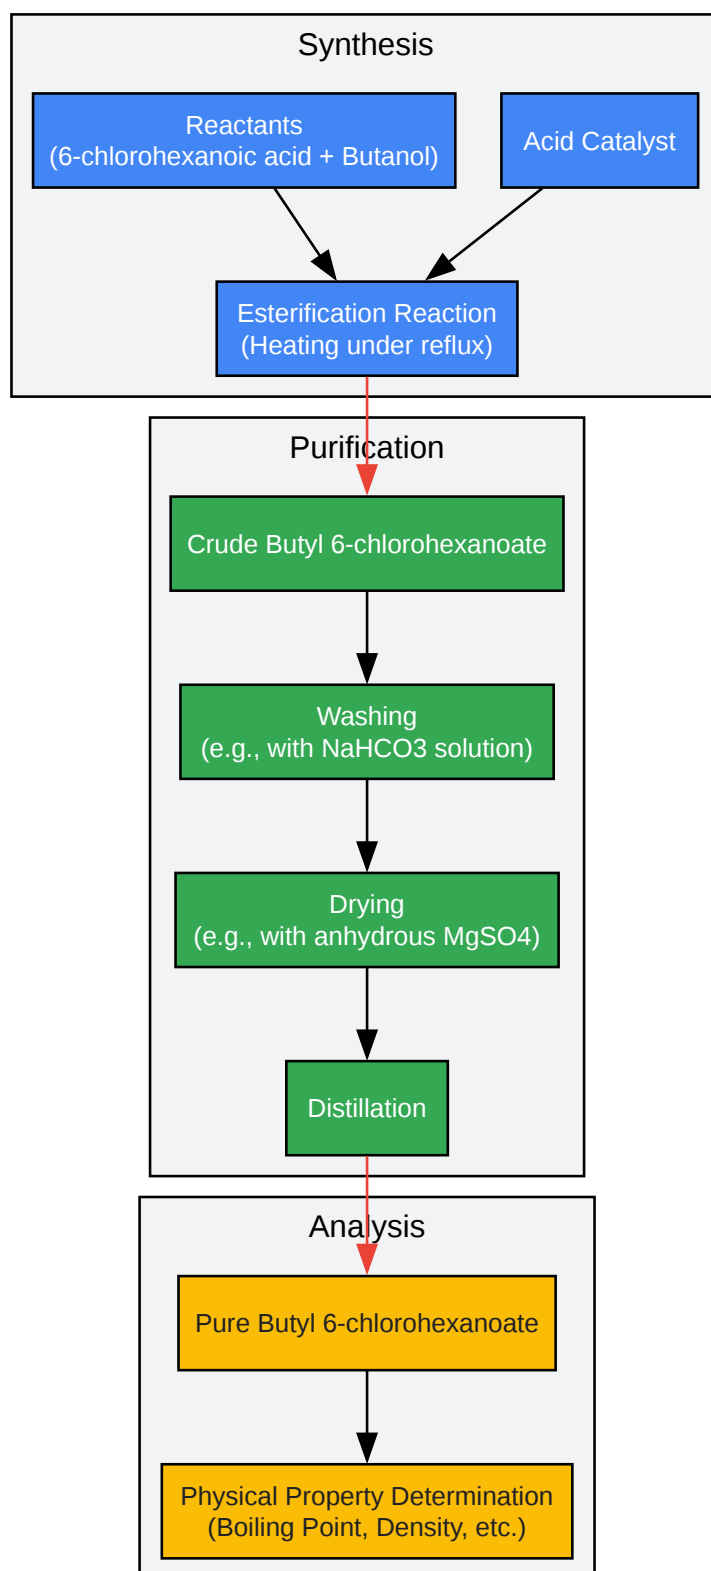 Synthesis
Reactants
(6-chlorohexanoic acid + Butanol)
Acid Catalyst
Esterification Reaction
(Heating under reflux)
Purification
Crude Butyl 6-chlorohexanoate
Washing
(e.g., with NaHCO3 solution)
Drying
(e.g., with anhydrous MgSO4)
Distillation
Analysis
Pure Butyl 6-chlorohexanoate
Physical Property Determination
(Boiling Point, Density, etc.)